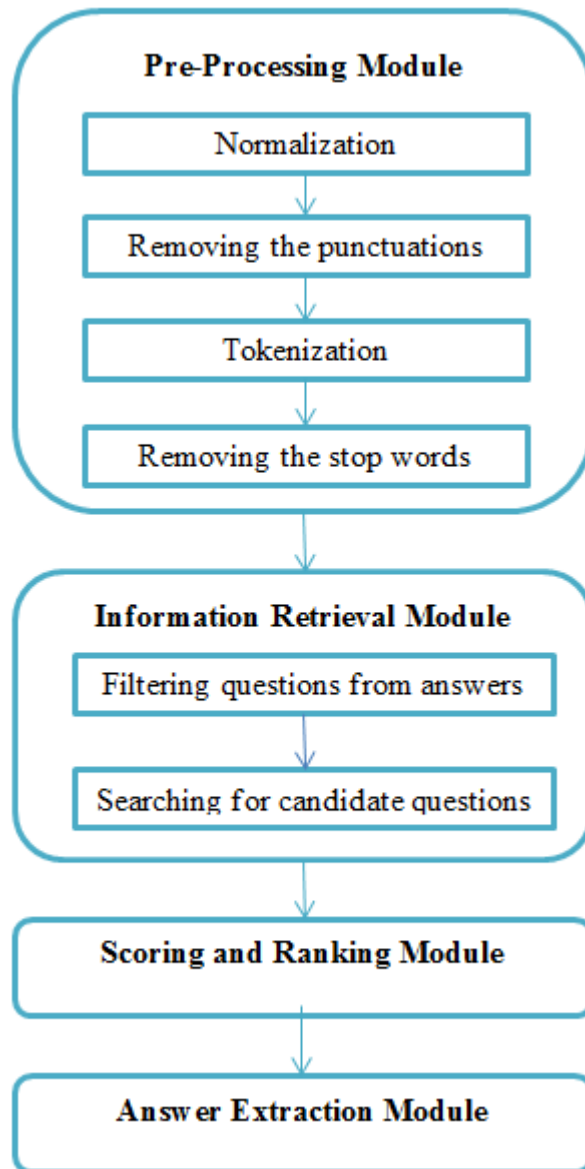 Pre-Processing Module
Normalization
Removing the punctuations
Tokenization
Removing the stop words
Information Retrieval Module
Filtering questions from answers
Searching for candidate questions
Scoring and Ranking Module
Answer Extraction Module